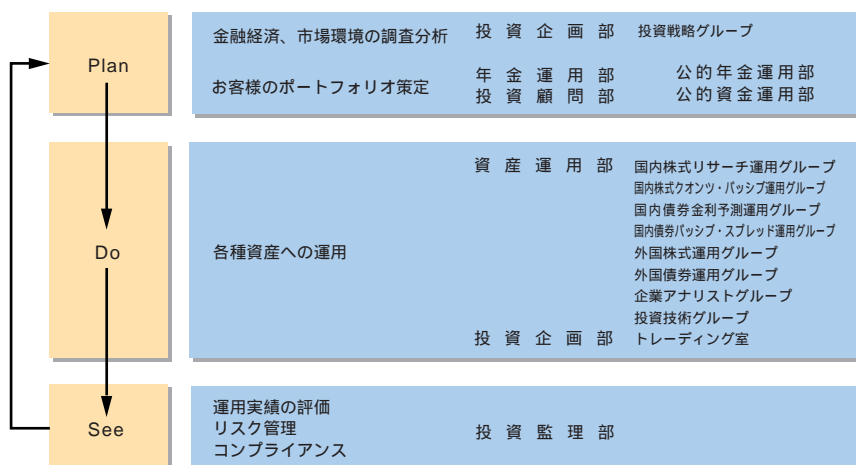 Plan
金融経済、市場環境の調査分析 投資企画部 投資戦略グループ
お客様のポートフォリオ策定 年金運用部 公的年金運用部
投資顧問部 公的資金運用部
Do
各種資産への運用
資産運用部 国内株式リサーチ運用グループ
国内株式クオンツ・パッシブ運用グループ
国内債券金利予測運用グループ
国内債券パッシブ・スプレッド運用グループ
外国株式運用グループ
外国債券運用グループ
企業アナリストグループ
投資技術グループ
投資企画部 トレーディング室
See
運用実績の評価
リスク管理
コンプライアンス
投資監理部